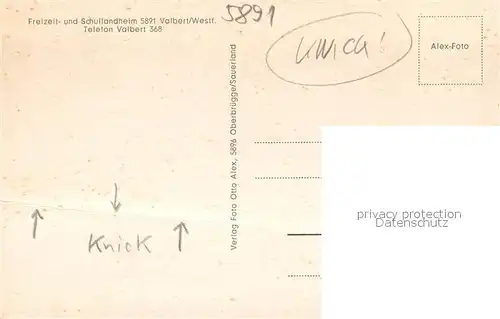 Freizeit- und Schullandheim 5891 Valbert/Westf.
Telefon Valbert 368
5891
Alex-Foto
Verlag Foto Otto Alex, 5896 Oberbrügge/Sauerland
Knick
privacy protection
Datenschutz